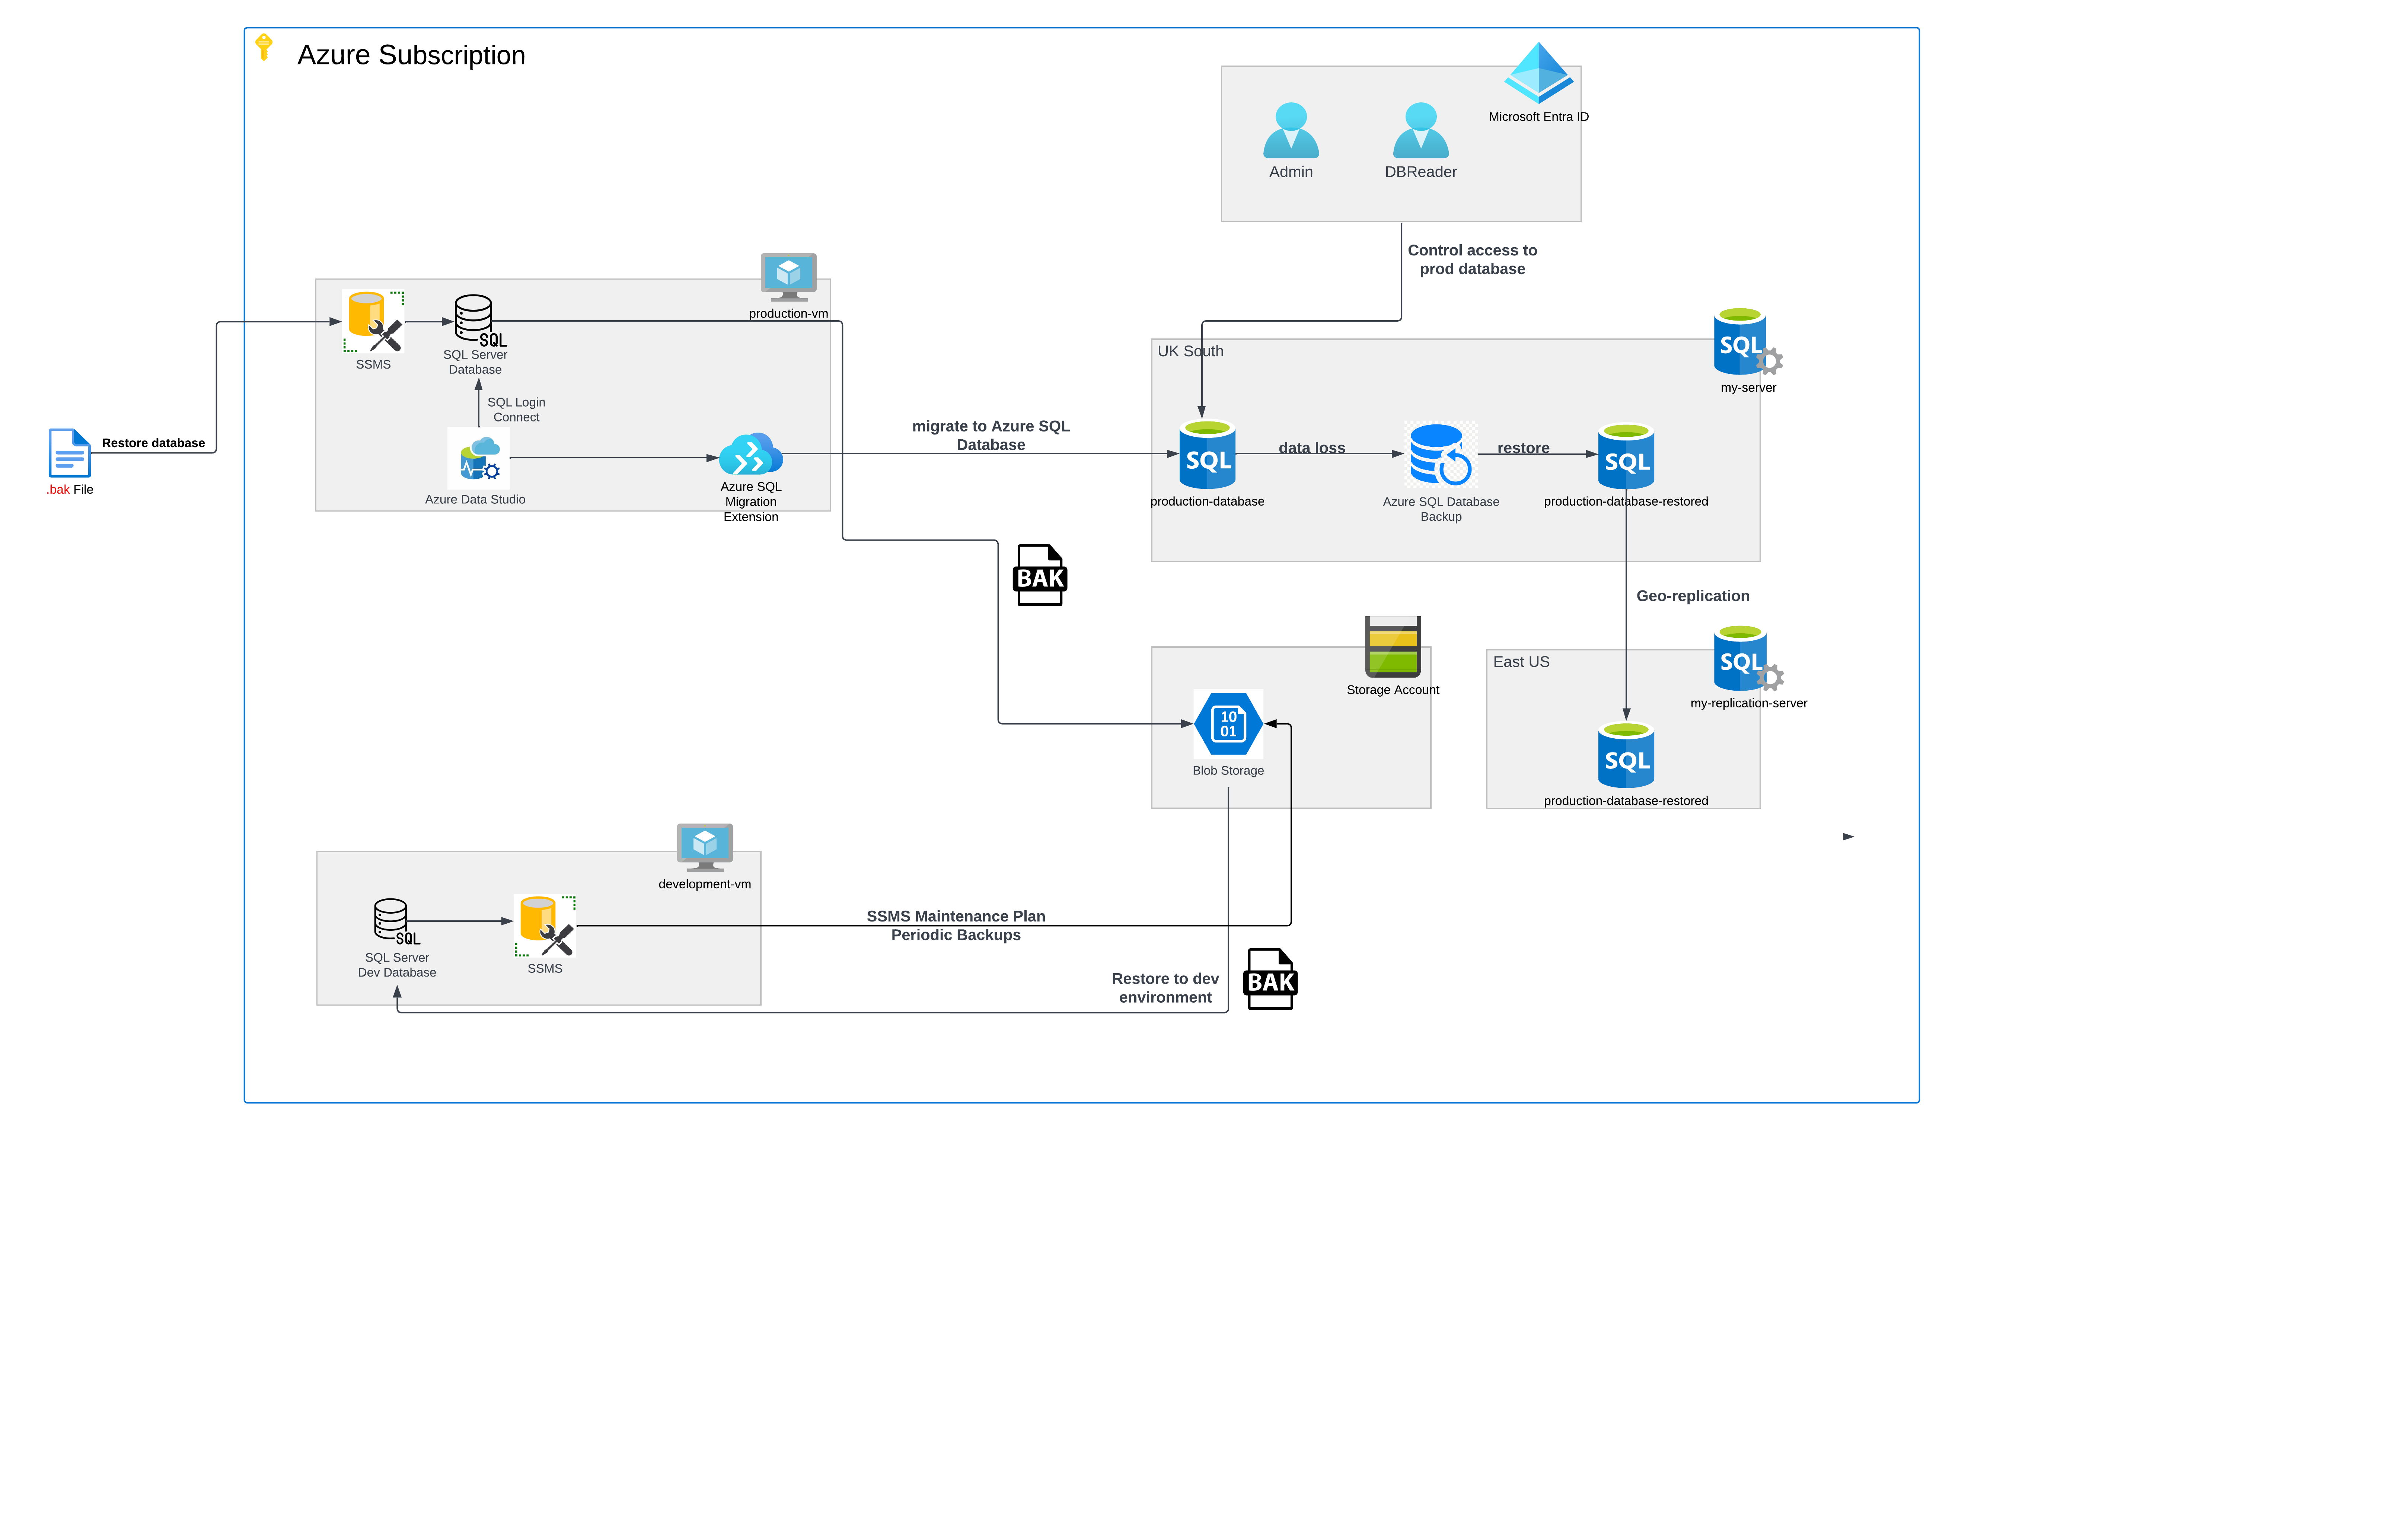 Azure Subscription
Microsoft Entra ID
Admin
DBReader
Control access to
prod database
production-vm
SSMS
SQL
SQL Server
Database
SQL Login
Connect
Azure Data Studio
Azure SQL
Migration
Extension
Restore database
.bak File
migrate to Azure SQL
Database
UK South
SQL
my-server
SQL
production-database
data loss
Azure SQL Database
Backup
restore
SQL
production-database-restored
BAK
Geo-replication
Storage Account
10
01
Blob Storage
East US
SQL
my-replication-server
SQL
production-database-restored
development-vm
SQL
SQL Server
Dev Database
SSMS
SSMS Maintenance Plan
Periodic Backups
Restore to dev
environment
BAK